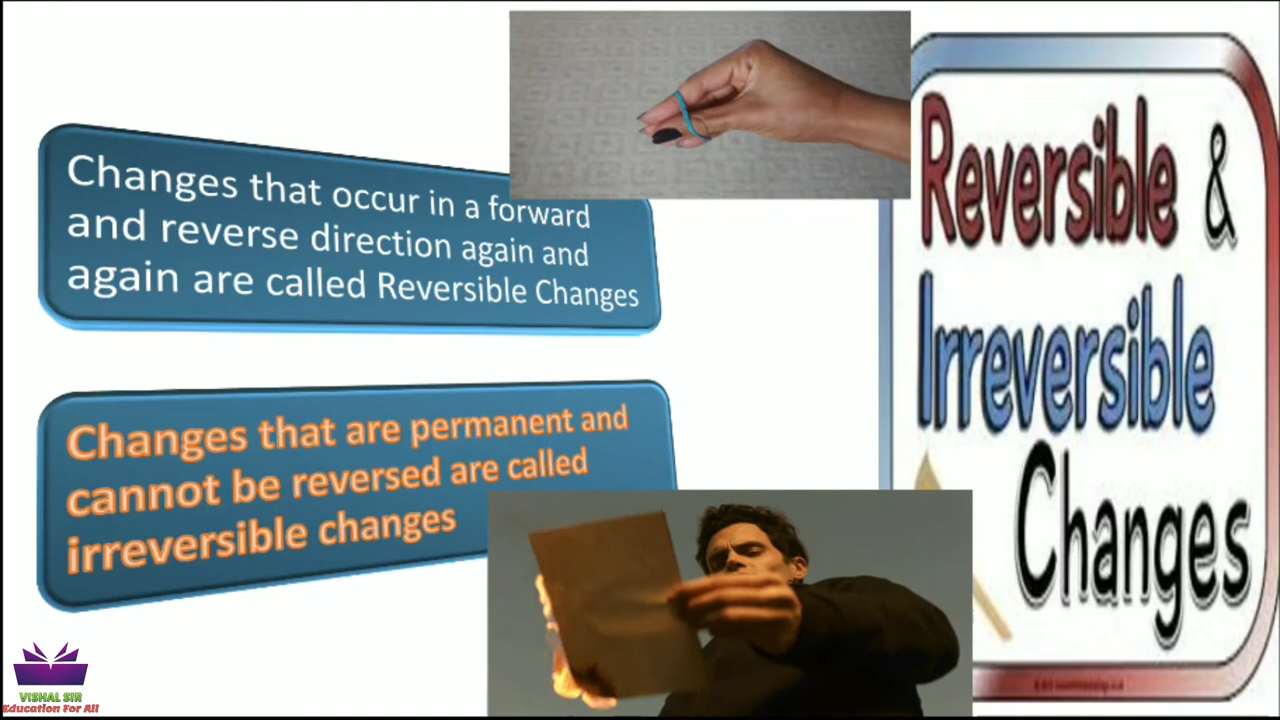 Changes that occur in a forward
and reverse direction again and
again are called Reversible Changes
Changes that are permanent and
cannot be reversed are called
irreversible changes
Reversible &
Irreversible
Changes
VISHAL SIR
Education For All